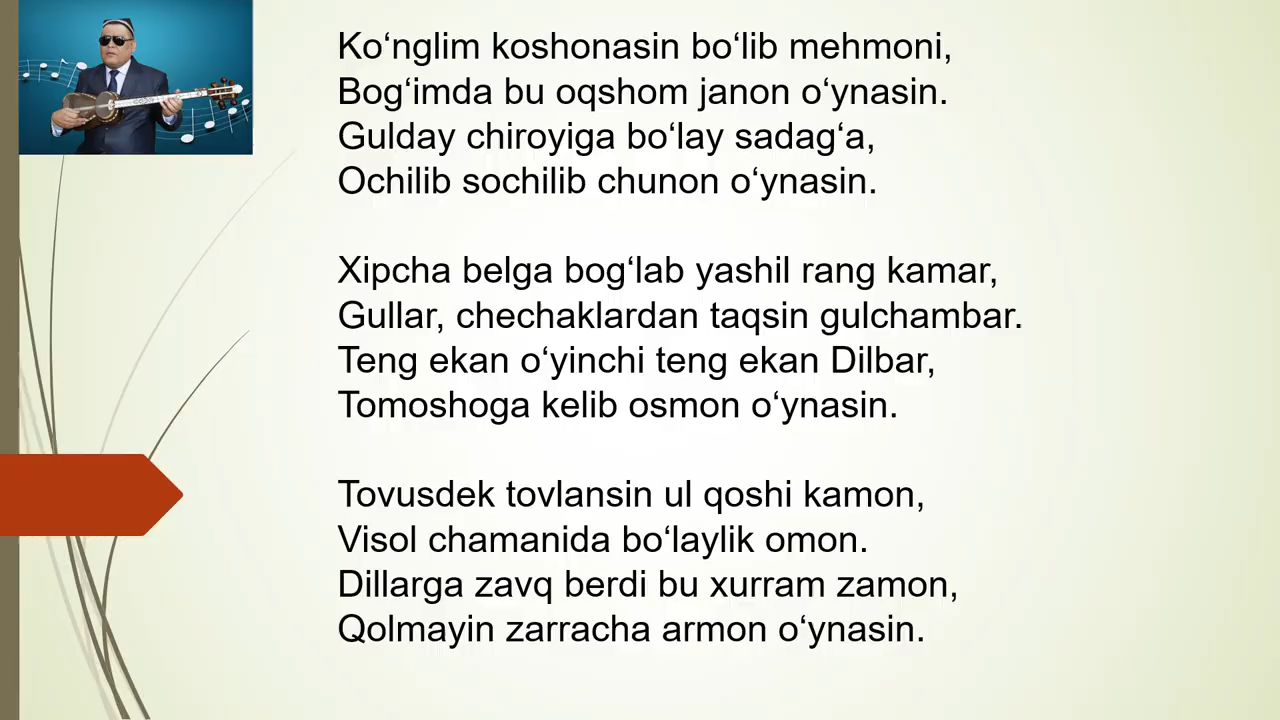 Ko‘nglim koshonasin bo‘lib mehmoni,
Bog‘imda bu oqshom janon o‘ynasin.
Gulday chiroyiga bo‘lay sadag‘a,
Ochilib sochilib chunon o‘ynasin.
Xipcha belga bog‘lab yashil rang kamar,
Gullar, chechaklardan taqsin gulchambar.
Teng ekan o‘yinchi teng ekan Dilbar,
Tomoshoga kelib osmon o‘ynasin.
Tovusdek tovlansin ul qoshi kamon,
Visol chamanida bo‘laylik omon.
Dillarga zavq berdi bu xurram zamon,
Qolmayin zarracha armon o‘ynasin.